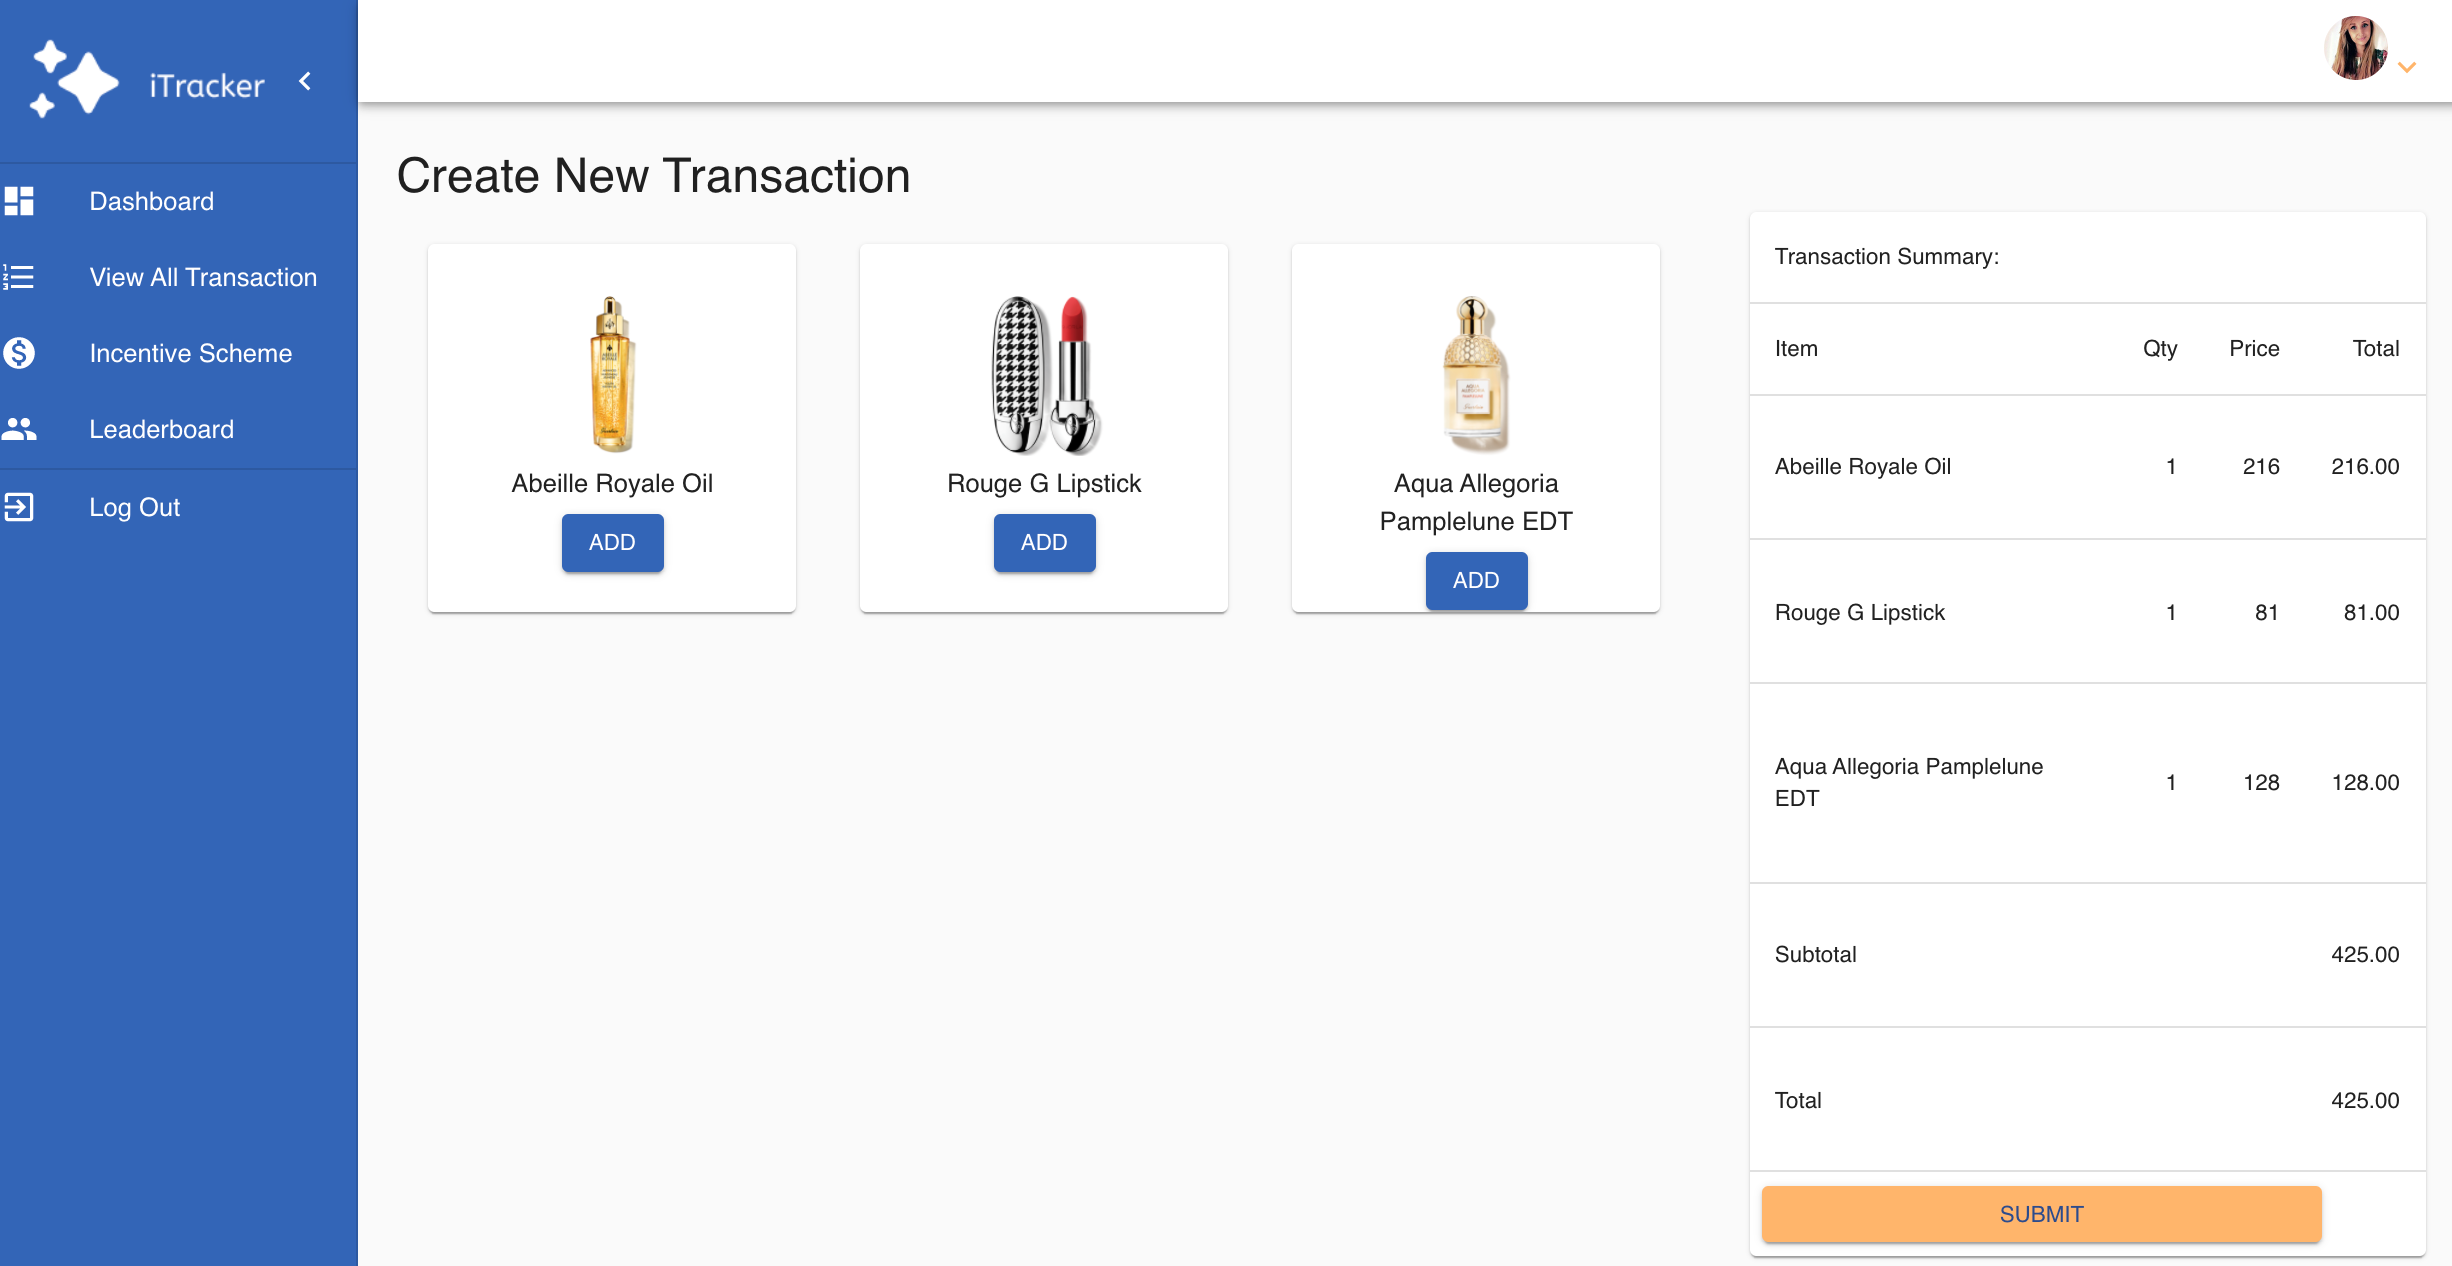 iTracker
Dashboard
View All Transaction
Incentive Scheme
Leaderboard
Log Out
Create New Transaction
Abeille Royale Oil
ADD
Rouge G Lipstick
ADD
Aqua Allegoria
Pamplelune EDT
ADD
Transaction Summary:
Item Qty Price Total
Abeille Royale Oil 1 216 216.00
Rouge G Lipstick 1 81 81.00
Aqua Allegoria Pamplelune
EDT 1 128 128.00
Subtotal 425.00
Total 425.00
SUBMIT